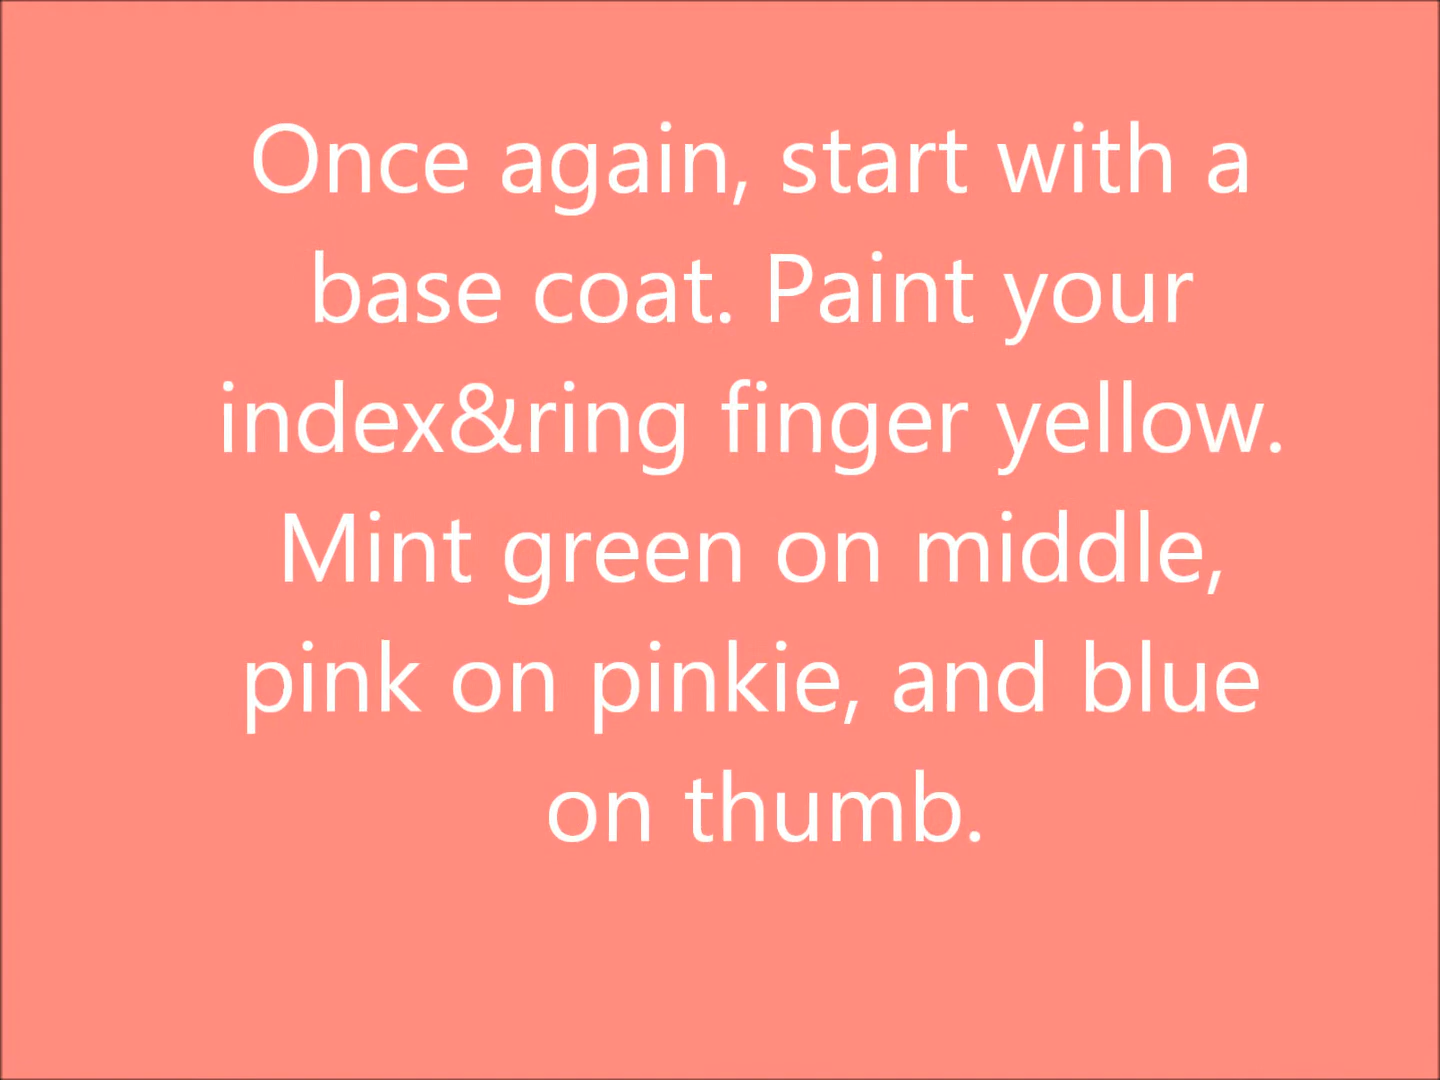 Once again, start with a
base coat. Paint your
index&ring finger yellow.
Mint green on middle,
pink on pinkie, and blue
on thumb.